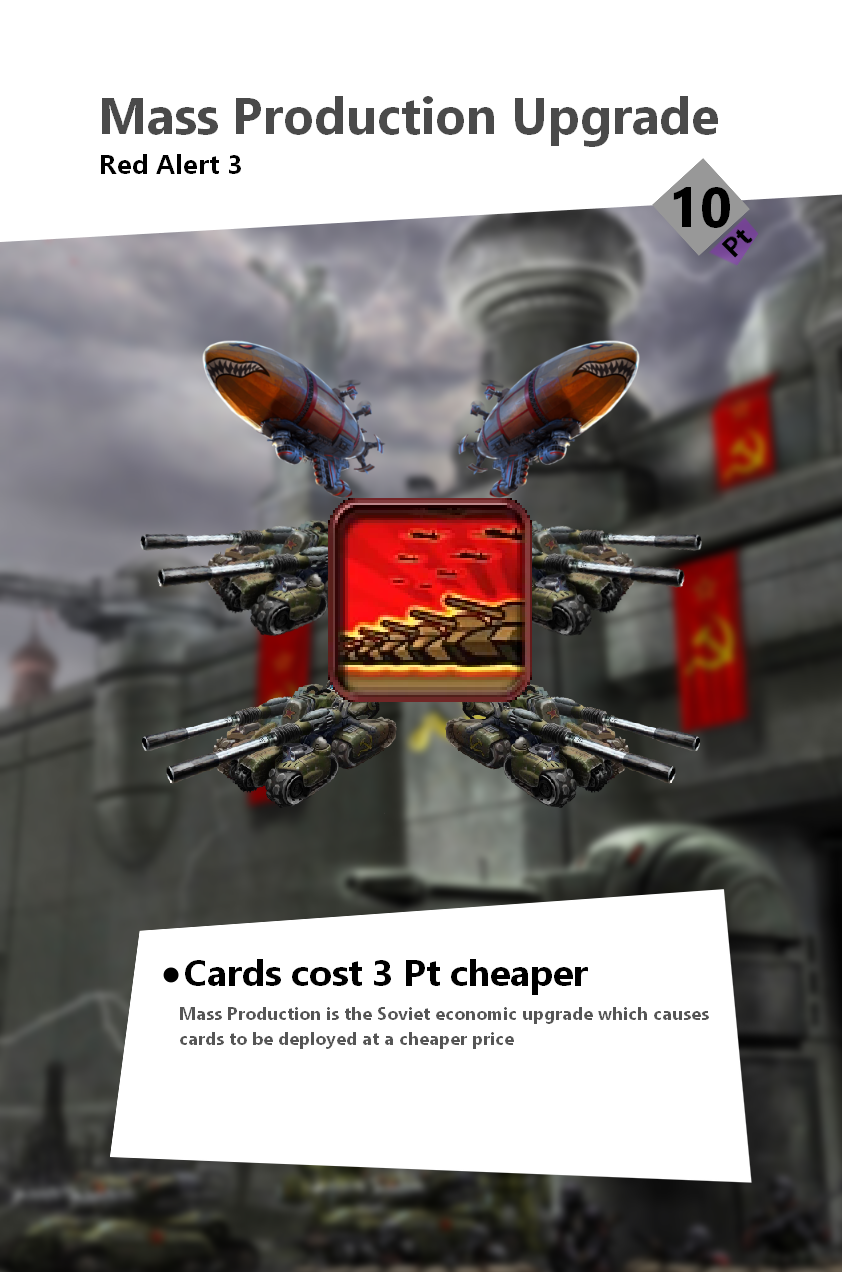 Mass Production Upgrade
Red Alert 3
10
Pt
●Cards cost 3 Pt cheaper
Mass Production is the Soviet economic upgrade which causes
cards to be deployed at a cheaper price